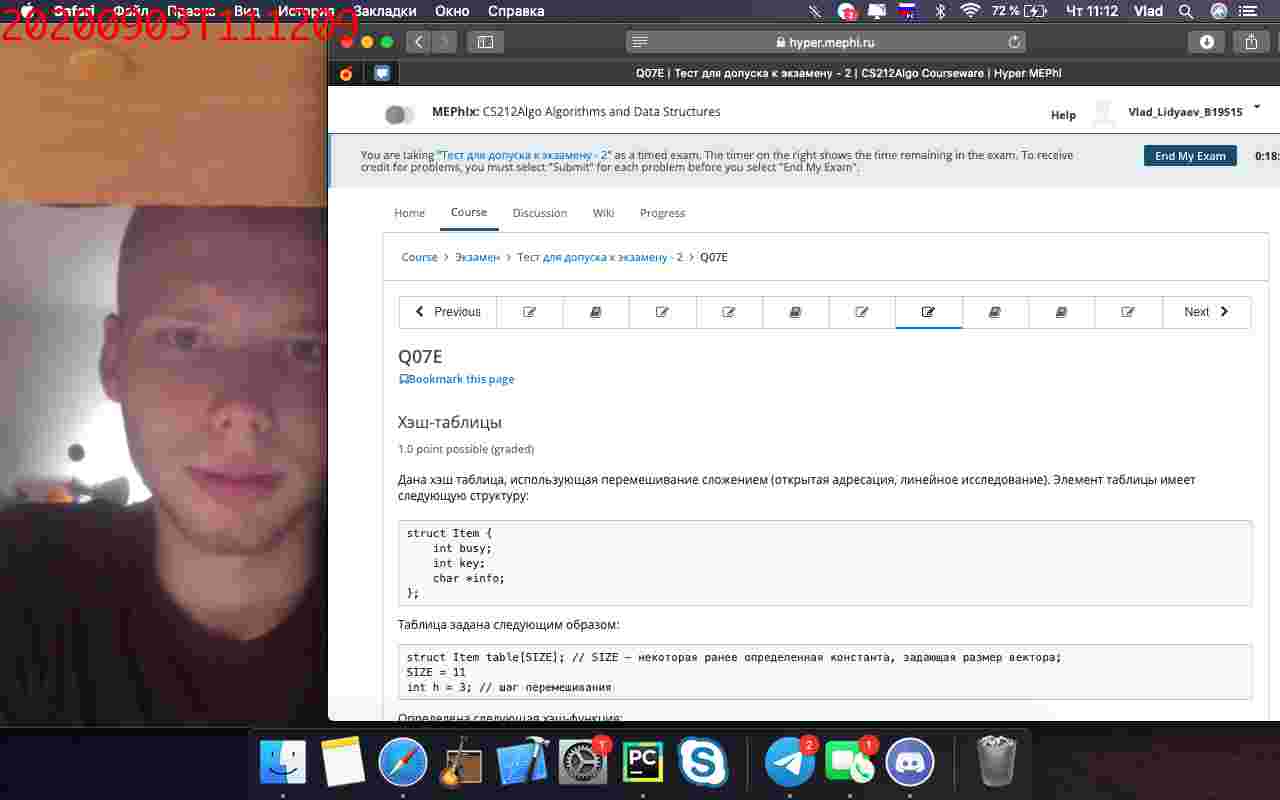 20200903T111209
Safari Файл Правка Вид История Закладки Окно Справка
72 % Чт 11:12 Vlad
hyper.mephi.ru
Q07E | Тест для допуска к экзамену - 2 | CS212Algo Courseware | Hyper MEPhI
MEPhIx: CS212Algo Algorithms and Data Structures
Help Vlad_Lidyaev_B19515
You are taking "Тест для допуска к экзамену - 2" as a timed exam. The timer on the right shows the time remaining in the exam. To receive
credit for problems, you must select "Submit" for each problem before you select "End My Exam".
End My Exam 0:18:
Home Course Discussion Wiki Progress
Course > Экзамен > Тест для допуска к экзамену - 2 > Q07E
Previous Next
Q07E
Bookmark this page
Хэш-таблицы
1.0 point possible (graded)
Дана хэш таблица, использующая перемешивание сложением (открытая адресация, линейное исследование). Элемент таблицы имеет
следующую структуру:
struct Item {
int busy;
int key;
char *info;
};
Таблица задана следующим образом:
struct Item table[SIZE]; // SIZE – некоторая ранее определенная константа, задающая размер вектора;
SIZE = 11
int h = 3; // шаг перемешивания
Определена следующая хэш-функция:
1
PC
2
1